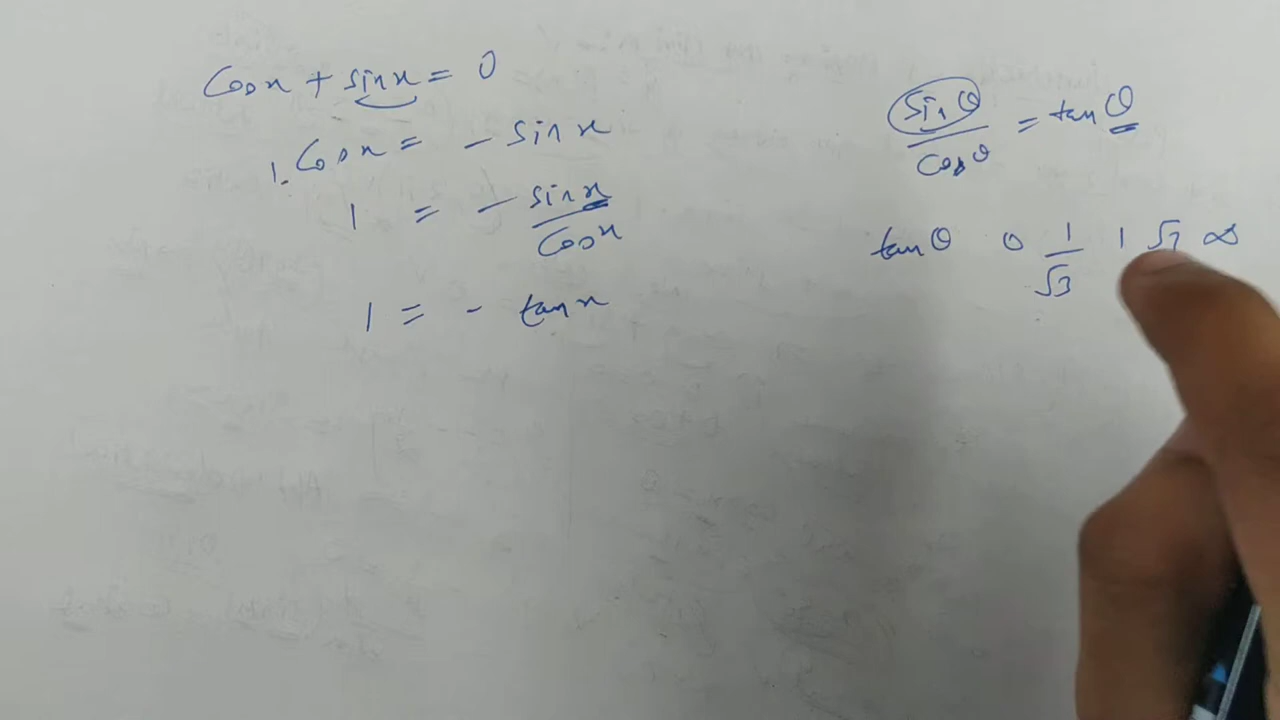 Cos x + sin x = 0
1. Cos x = - sin x
1 = - sin x / Cos x
1 = - tan x
sin θ / Cos θ = tan θ
tan θ 0 1/√3 1 √3 ∞